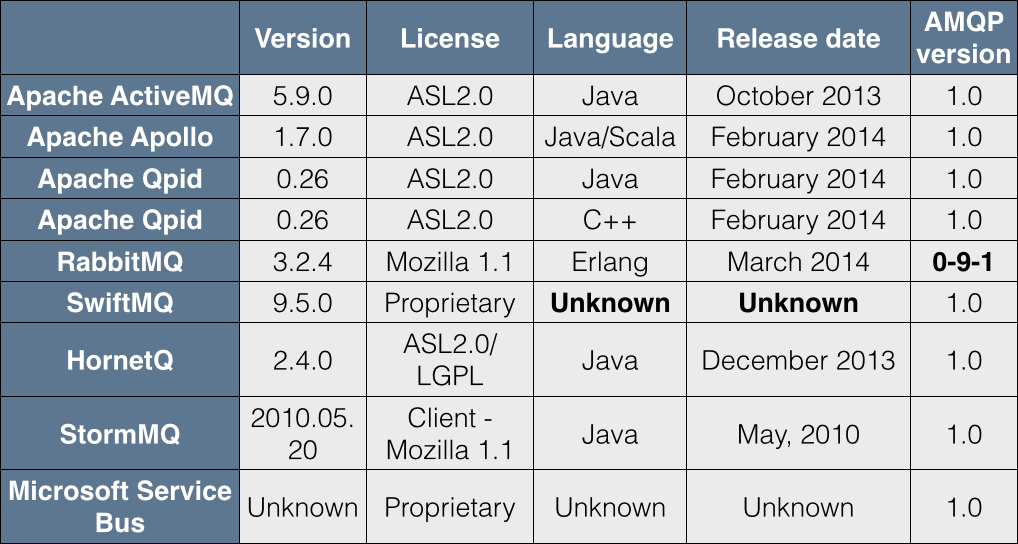 Version License Language Release date AMQP version
Apache ActiveMQ 5.9.0 ASL2.0 Java October 2013 1.0
Apache Apollo 1.7.0 ASL2.0 Java/Scala February 2014 1.0
Apache Qpid 0.26 ASL2.0 Java February 2014 1.0
Apache Qpid 0.26 ASL2.0 C++ February 2014 1.0
RabbitMQ 3.2.4 Mozilla 1.1 Erlang March 2014 0-9-1
SwiftMQ 9.5.0 Proprietary Unknown Unknown 1.0
HornetQ 2.4.0 ASL2.0/ LGPL Java December 2013 1.0
StormMQ 2010.05. 20 Client - Mozilla 1.1 Java May, 2010 1.0
Microsoft Service Bus Unknown Proprietary Unknown Unknown 1.0